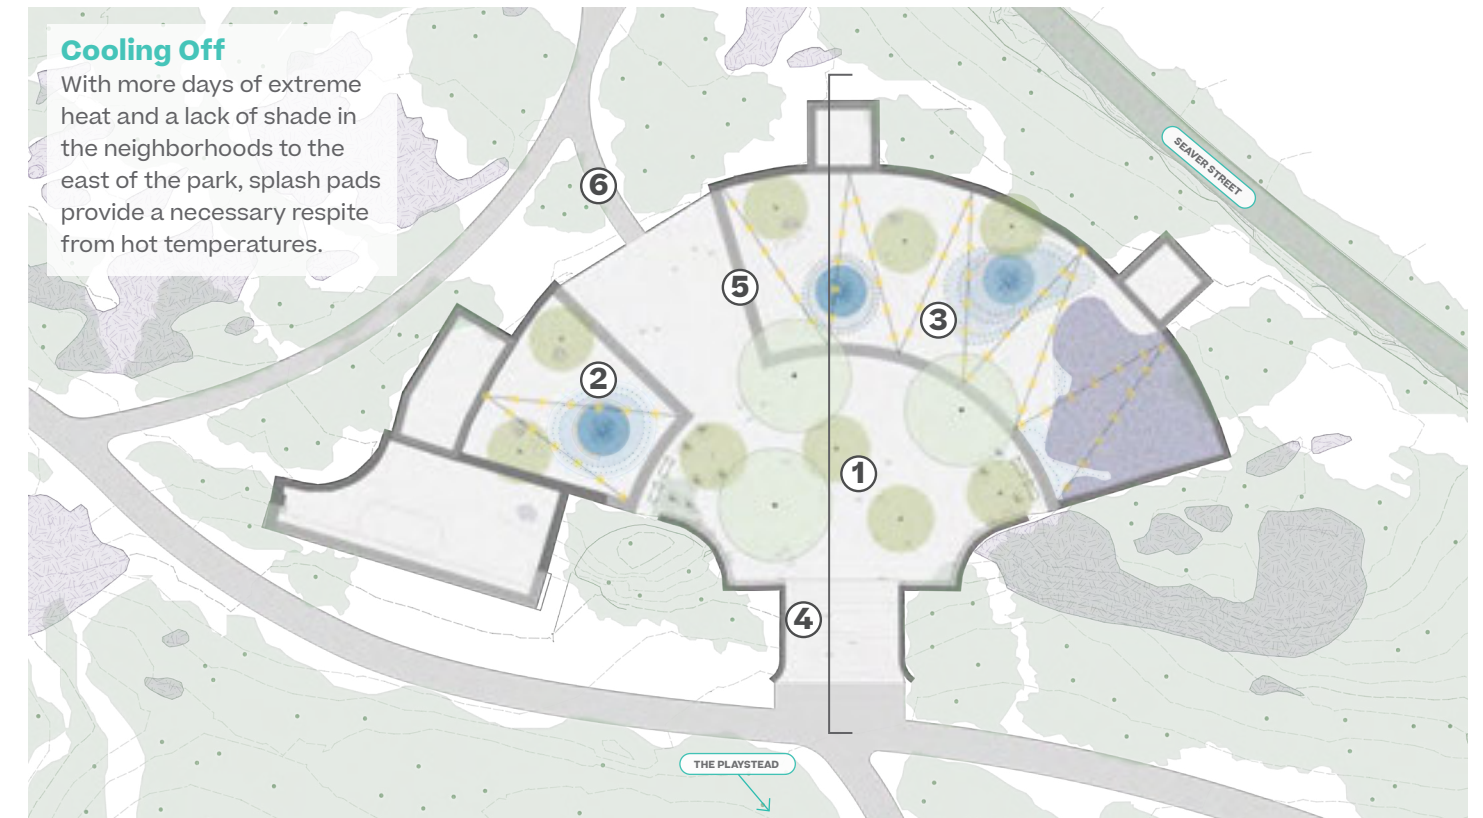 Cooling Off
With more days of extreme
heat and a lack of shade in
the neighborhoods to the
east of the park, splash pads
provide a necessary respite
from hot temperatures.
SEAVER STREET
6
5
3
2
1
4
THE PLAYSTEAD